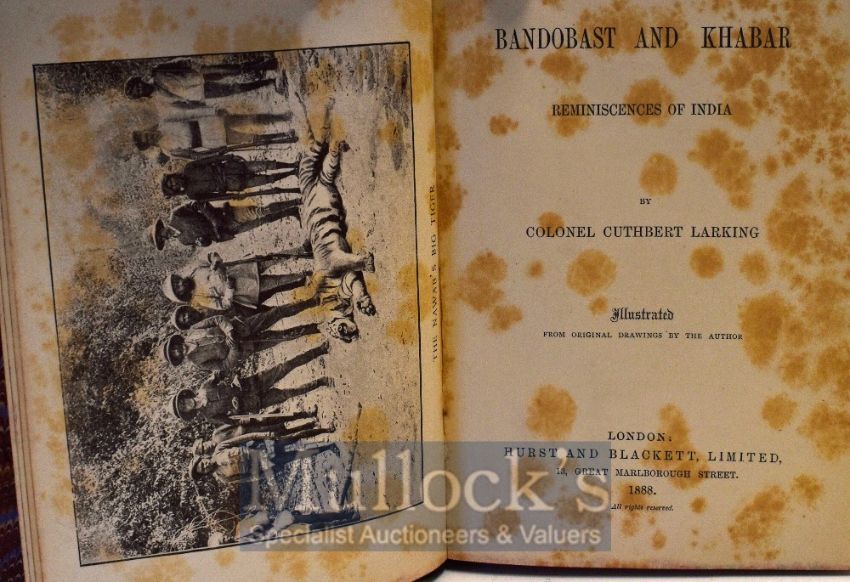 THE NAWAB'S BIG TIGER
BANDOBAST AND KHABAR
REMINISCENCES OF INDIA
BY
COLONEL CUTHBERT LARKING
Illustrated
FROM ORIGINAL DRAWINGS BY THE AUTHOR
LONDON:
HURST AND BLACKETT, LIMITED,
13, GREAT MARLBOROUGH STREET.
1888.
All rights reserved.
Mullock's
Specialist Auctioneers & Valuers